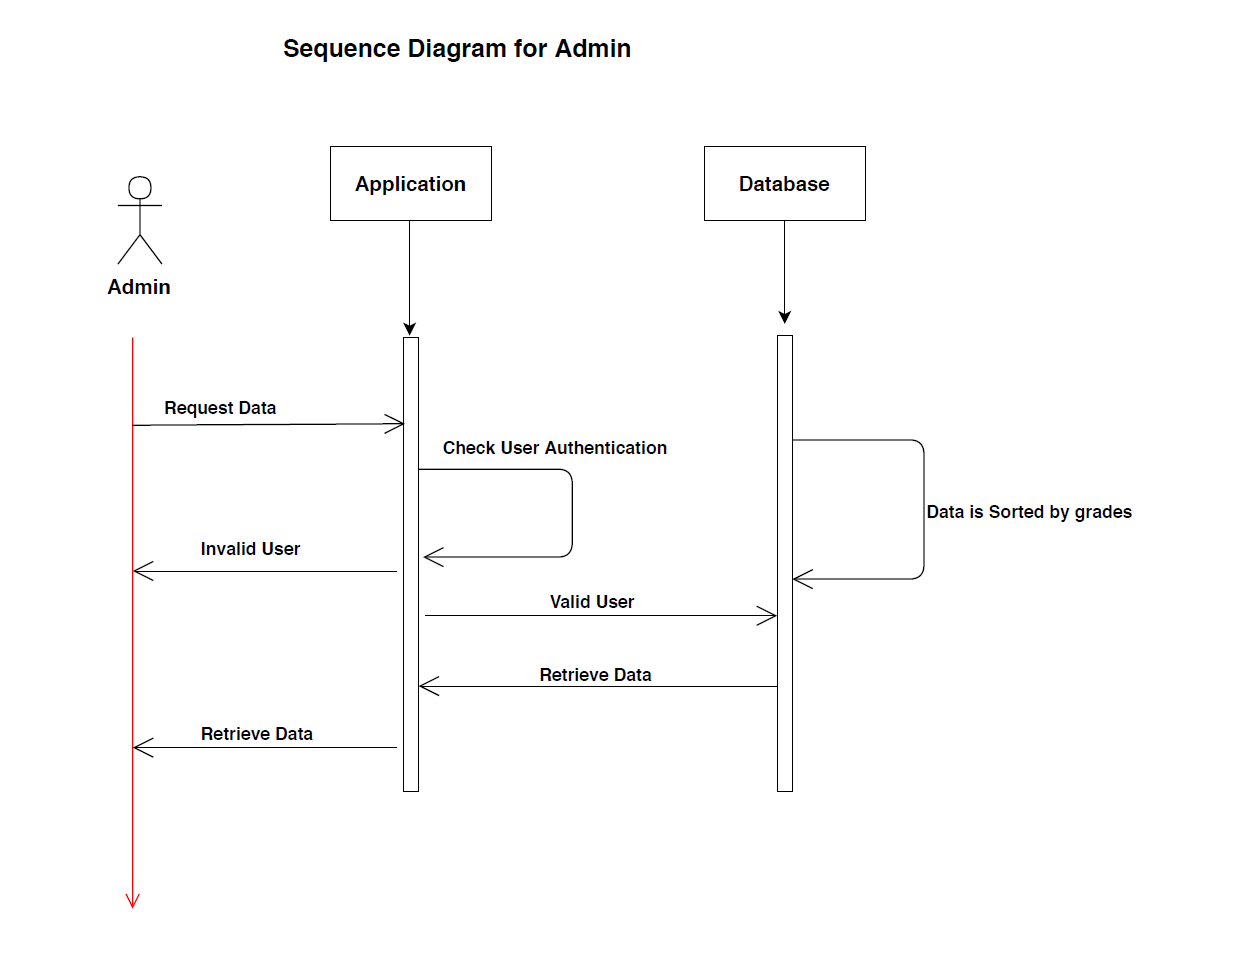 Sequence Diagram for Admin
Application
Database
Admin
Request Data
Check User Authentication
Data is Sorted by grades
Invalid User
Valid User
Retrieve Data
Retrieve Data